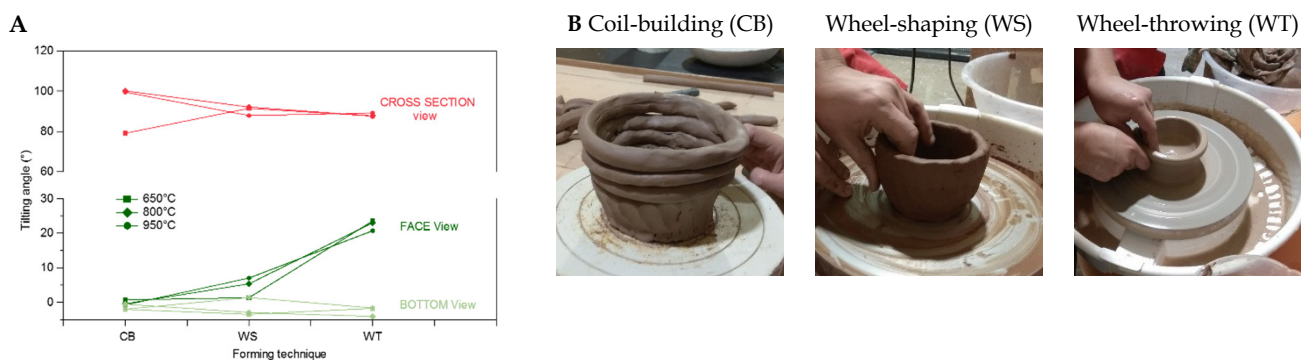 A
120
100
80
60
30
20
10
0
Tilting angle (°)
CROSS SECTION
view
650°C
800°C
950°C
FACE View
BOTTOM View
CB
WS
WT
Forming technique
B Coil-building (CB)
Wheel-shaping (WS)
Wheel-throwing (WT)